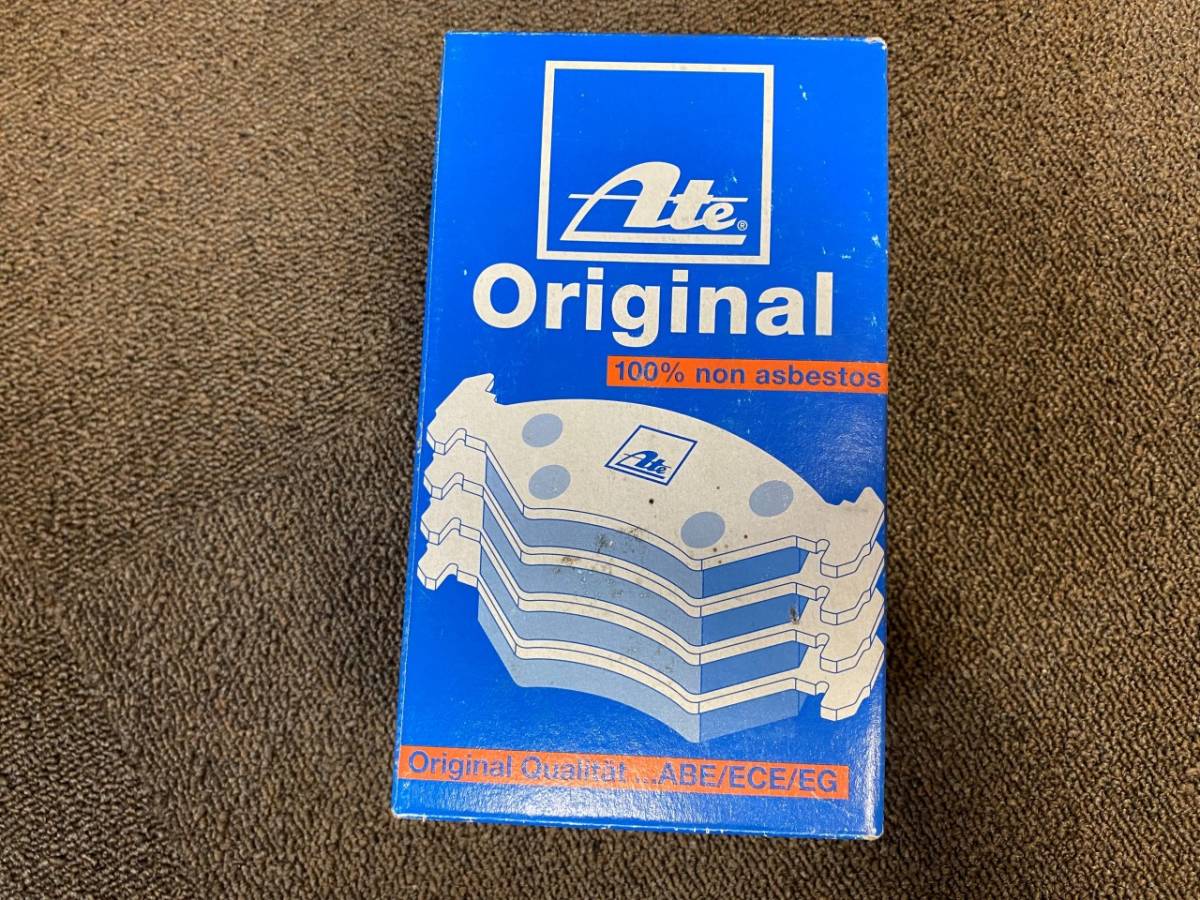 Ate®
Original
100% non asbestos
Ate
Original Qualität ...ABE/ECE/EG